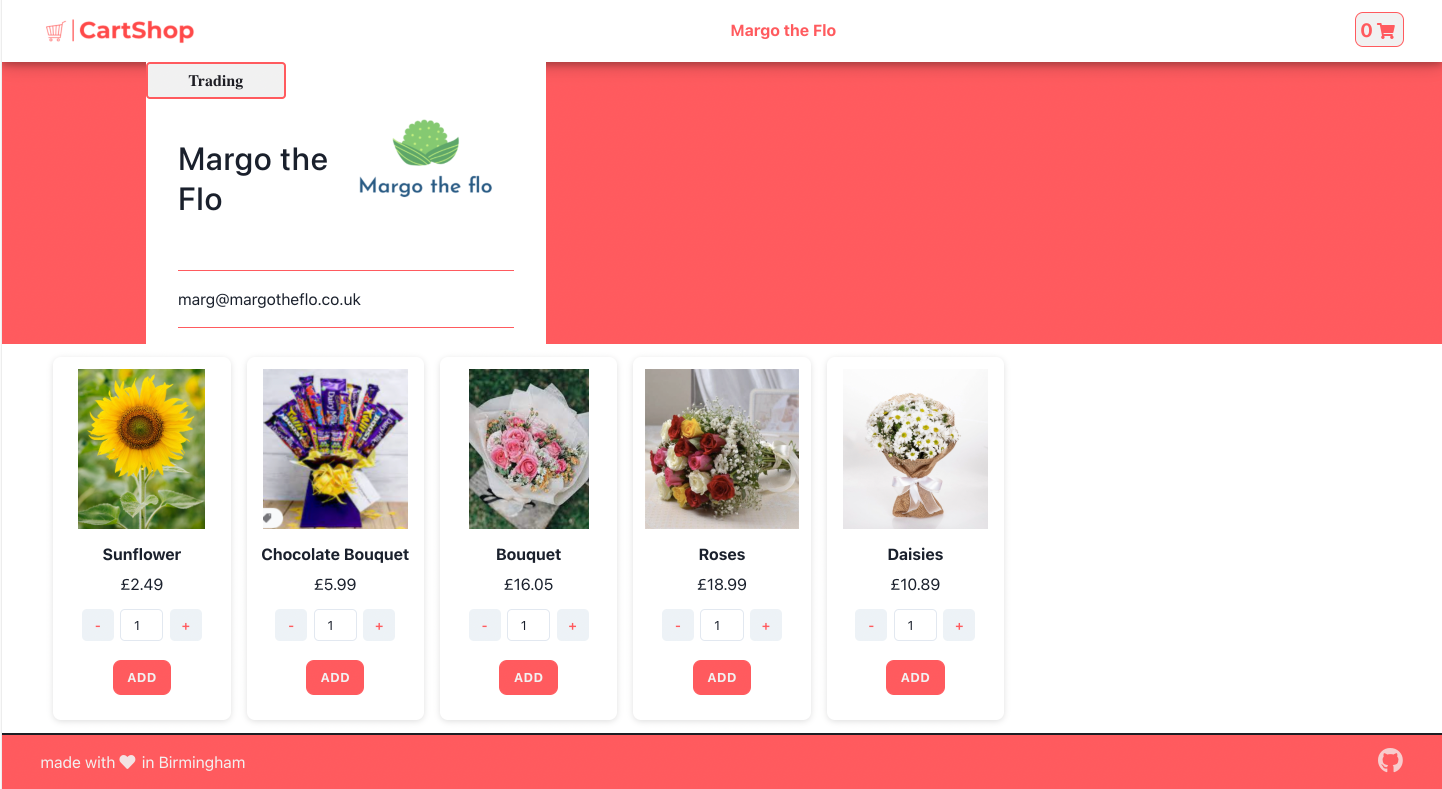 CartShop
Margo the Flo
0
Trading
Margo the
Flo
Margo the flo
marg@margotheflo.co.uk
Sunflower
£2.49
- 1 +
ADD
Chocolate Bouquet
£5.99
- 1 +
ADD
Bouquet
£16.05
- 1 +
ADD
Roses
£18.99
- 1 +
ADD
Daisies
£10.89
- 1 +
ADD
made with in Birmingham